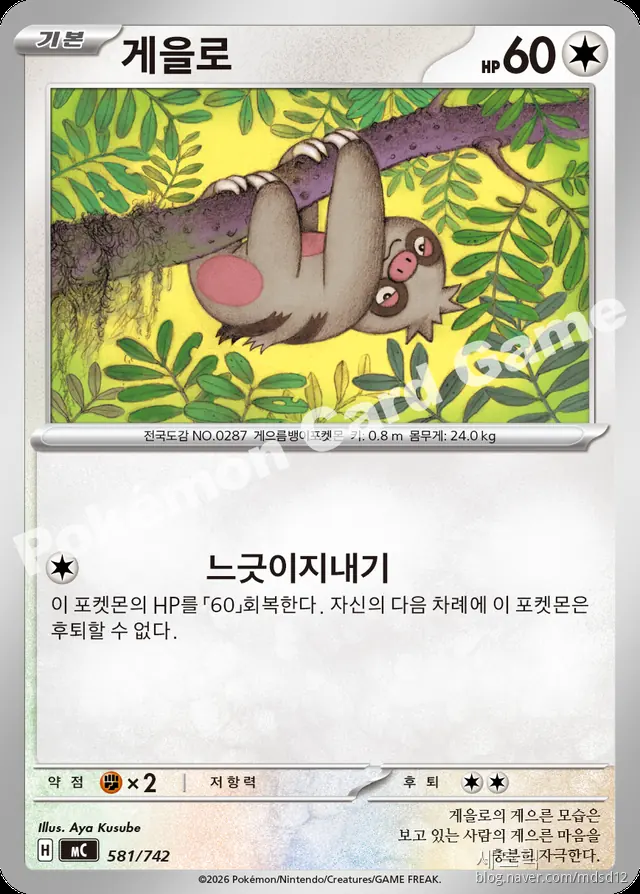 기본 게을로 HP 60
전국도감 NO.0287 게으름뱅이포켓몬 키: 0.8 m 몸무게: 24.0 kg
Pokémon Card Game
느긋이지내기
이 포켓몬의 HP를 「60」회복한다. 자신의 다음 차례에 이 포켓몬은
후퇴할 수 없다.
약점 ×2 저항력 후퇴
Illus. Aya Kusube
게을로의 게으른 모습은
보고 있는 사람의 게으른 마음을
충분히 자극한다.
H MC 581/742
©2026 Pokémon/Nintendo/Creatures/GAME FREAK.
blog.naver.com/mdsd12